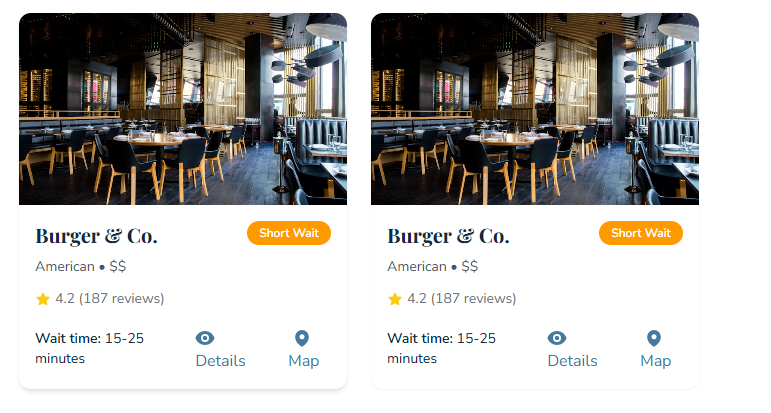 Burger & Co.
Short Wait
American • $$
4.2 (187 reviews)
Wait time: 15-25
minutes
Details
Map
Burger & Co.
Short Wait
American • $$
4.2 (187 reviews)
Wait time: 15-25
minutes
Details
Map